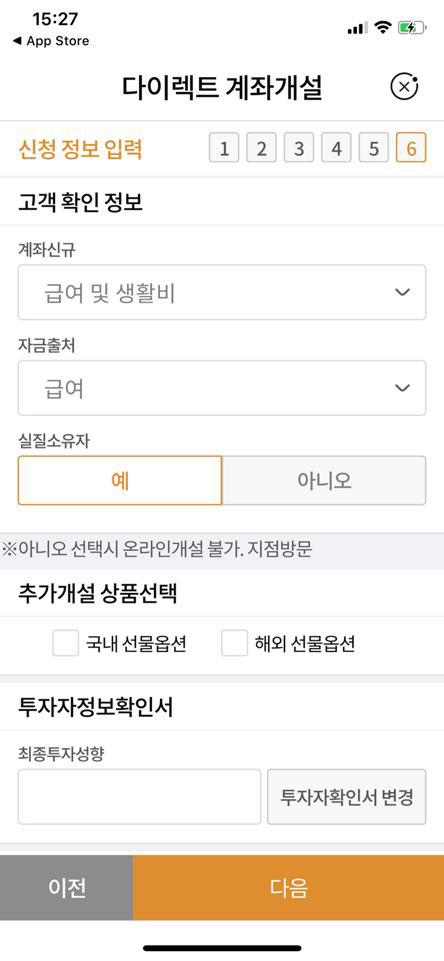 15:27
◀ App Store
다이렉트 계좌개설
신청 정보 입력 1 2 3 4 5 6
고객 확인 정보
계좌신규
급여 및 생활비
자금출처
급여
실질소유자
예 아니오
※아니오 선택시 온라인개설 불가. 지점방문
추가개설 상품선택
국내 선물옵션 해외 선물옵션
투자자정보확인서
최종투자성향
투자자확인서 변경
이전 다음